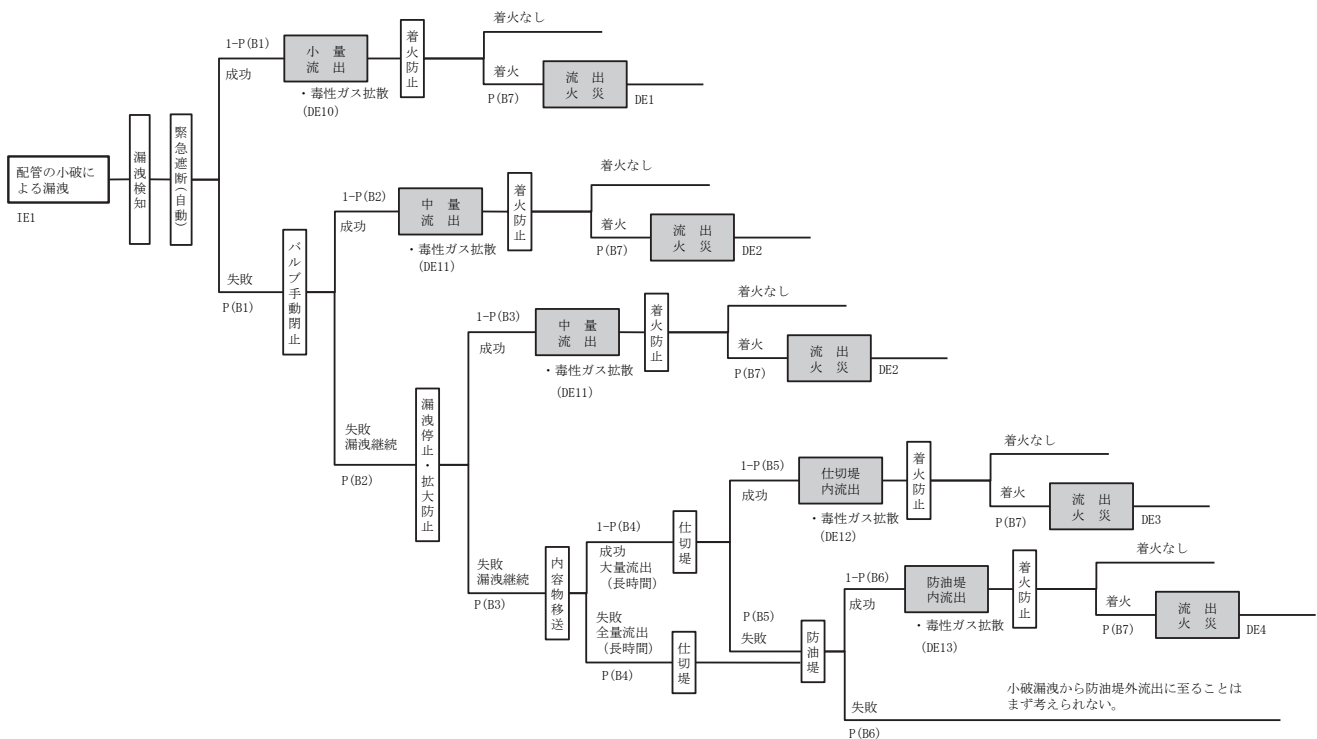 配管の小破に
よる漏洩
IE1
漏洩検知
緊急遮断(自動)
1-P(B1)
成功
小　量
流　出
・毒性ガス拡散
(DE10)
着火防止
着火なし
着火
P(B7)
流　出
火　災
DE1
失敗
P(B1)
バルブ手動閉止
1-P(B2)
成功
中　量
流　出
・毒性ガス拡散
(DE11)
着火防止
着火なし
着火
P(B7)
流　出
火　災
DE2
失敗
漏洩継続
P(B2)
漏洩停止・拡大防止
1-P(B3)
成功
中　量
流　出
・毒性ガス拡散
(DE11)
着火防止
着火なし
着火
P(B7)
流　出
火　災
DE2
失敗
漏洩継続
P(B3)
内容物移送
1-P(B4)
成功
大量流出
(長時間)
仕切堤
失敗
全量流出
(長時間)
P(B4)
仕切堤
1-P(B5)
成功
仕切堤
内流出
・毒性ガス拡散
(DE12)
着火防止
着火なし
着火
P(B7)
流　出
火　災
DE3
P(B5)
失敗
防油堤
1-P(B6)
成功
防油堤
内流出
・毒性ガス拡散
(DE13)
着火防止
着火なし
着火
P(B7)
流　出
火　災
DE4
小破漏洩から防油堤外流出に至ることは
まず考えられない。
失敗
P(B6)